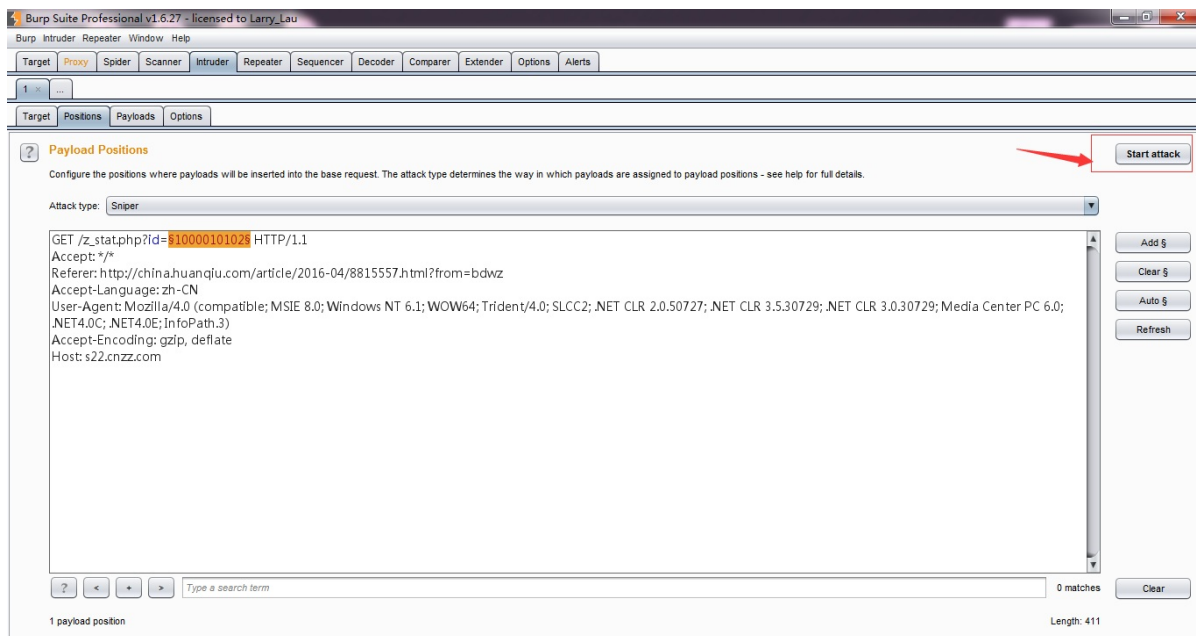 Burp Suite Professional v1.6.27 - licensed to Larry_Lau
Burp Intruder Repeater Window Help
Target Proxy Spider Scanner Intruder Repeater Sequencer Decoder Comparer Extender Options Alerts
1 × ...
Target Positions Payloads Options
? Payload Positions
Start attack
Configure the positions where payloads will be inserted into the base request. The attack type determines the way in which payloads are assigned to payload positions - see help for full details.
Attack type: Sniper
GET /z_stat.php?id=§1000010102§ HTTP/1.1
Accept: */*
Referer: http://china.huanqiu.com/article/2016-04/8815557.html?from=bdwz
Accept-Language: zh-CN
User-Agent: Mozilla/4.0 (compatible; MSIE 8.0; Windows NT 6.1; WOW64; Trident/4.0; SLCC2; .NET CLR 2.0.50727; .NET CLR 3.5.30729; .NET CLR 3.0.30729; Media Center PC 6.0;
.NET4.0C; .NET4.0E; InfoPath.3)
Accept-Encoding: gzip, deflate
Host: s22.cnzz.com
Add §
Clear §
Auto §
Refresh
? < + > Type a search term 0 matches Clear
1 payload position Length: 411